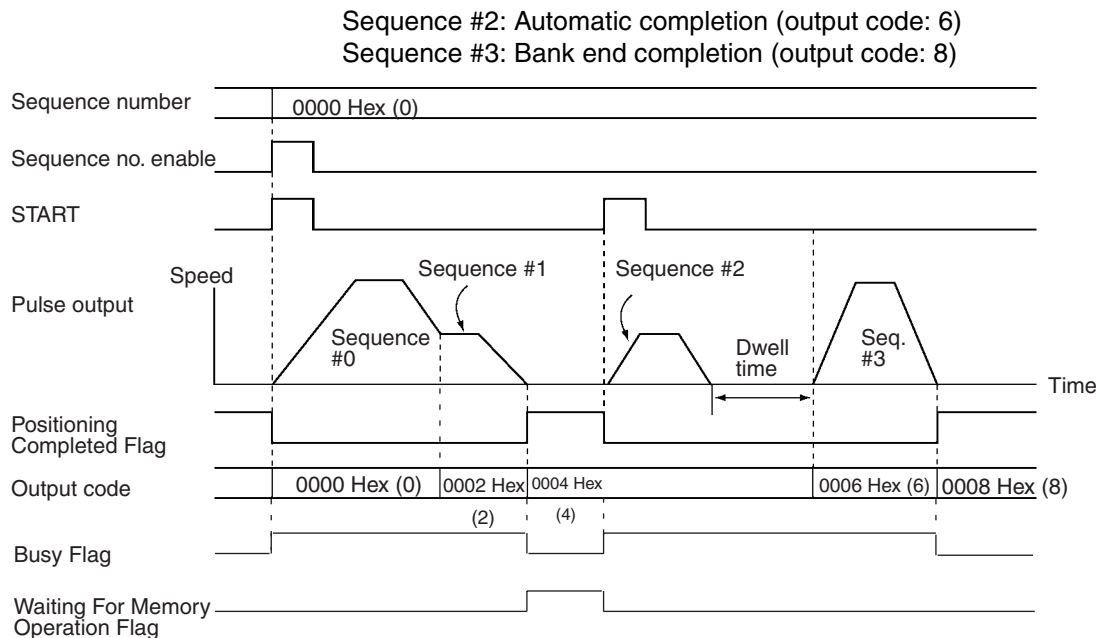 Sequence #2: Automatic completion (output code: 6)
Sequence #3: Bank end completion (output code: 8)
Sequence number
0000 Hex (0)
Sequence no. enable
START
Speed
Sequence #1
Sequence #2
Pulse output
Sequence
#0
Dwell
time
Seq.
#3
Time
Positioning
Completed Flag
Output code
0000 Hex (0)
0002 Hex
0004 Hex
0006 Hex (6)
0008 Hex (8)
(2)
(4)
Busy Flag
Waiting For Memory
Operation Flag